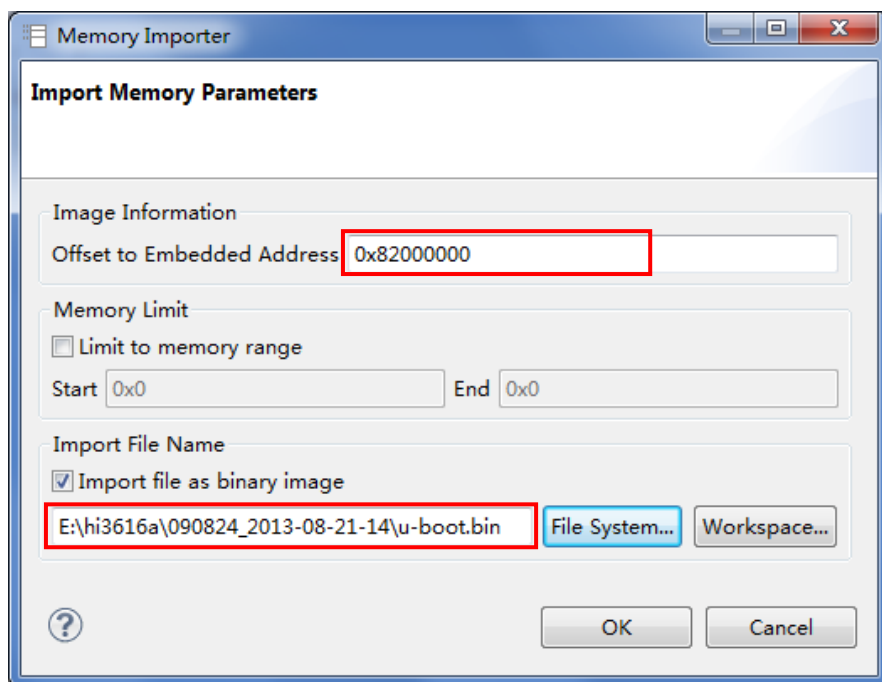 Memory Importer
Import Memory Parameters
Image Information
Offset to Embedded Address 0x82000000
Memory Limit
Limit to memory range
Start 0x0 End 0x0
Import File Name
Import file as binary image
E:\hi3616a\090824_2013-08-21-14\u-boot.bin File System... Workspace...
? OK Cancel